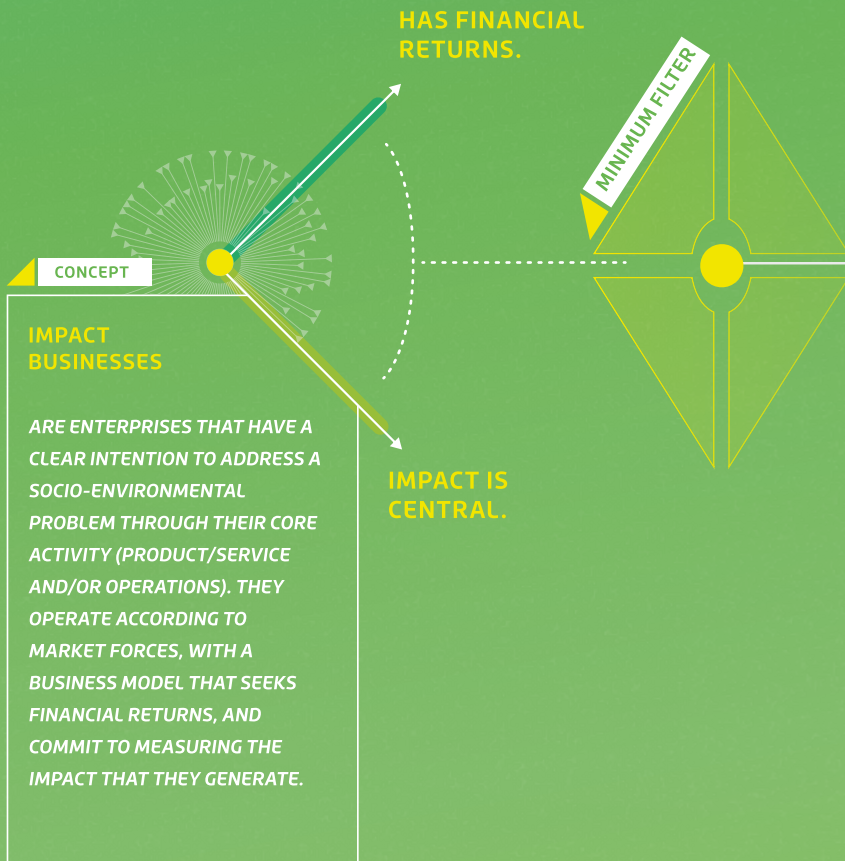 HAS FINANCIAL
RETURNS.
MINIMUM FILTER
CONCEPT
IMPACT
BUSINESSES
ARE ENTERPRISES THAT HAVE A
CLEAR INTENTION TO ADDRESS A
SOCIO-ENVIRONMENTAL
PROBLEM THROUGH THEIR CORE
ACTIVITY (PRODUCT/SERVICE
AND/OR OPERATIONS). THEY
OPERATE ACCORDING TO
MARKET FORCES, WITH A
BUSINESS MODEL THAT SEEKS
FINANCIAL RETURNS, AND
COMMIT TO MEASURING THE
IMPACT THAT THEY GENERATE.
IMPACT IS
CENTRAL.